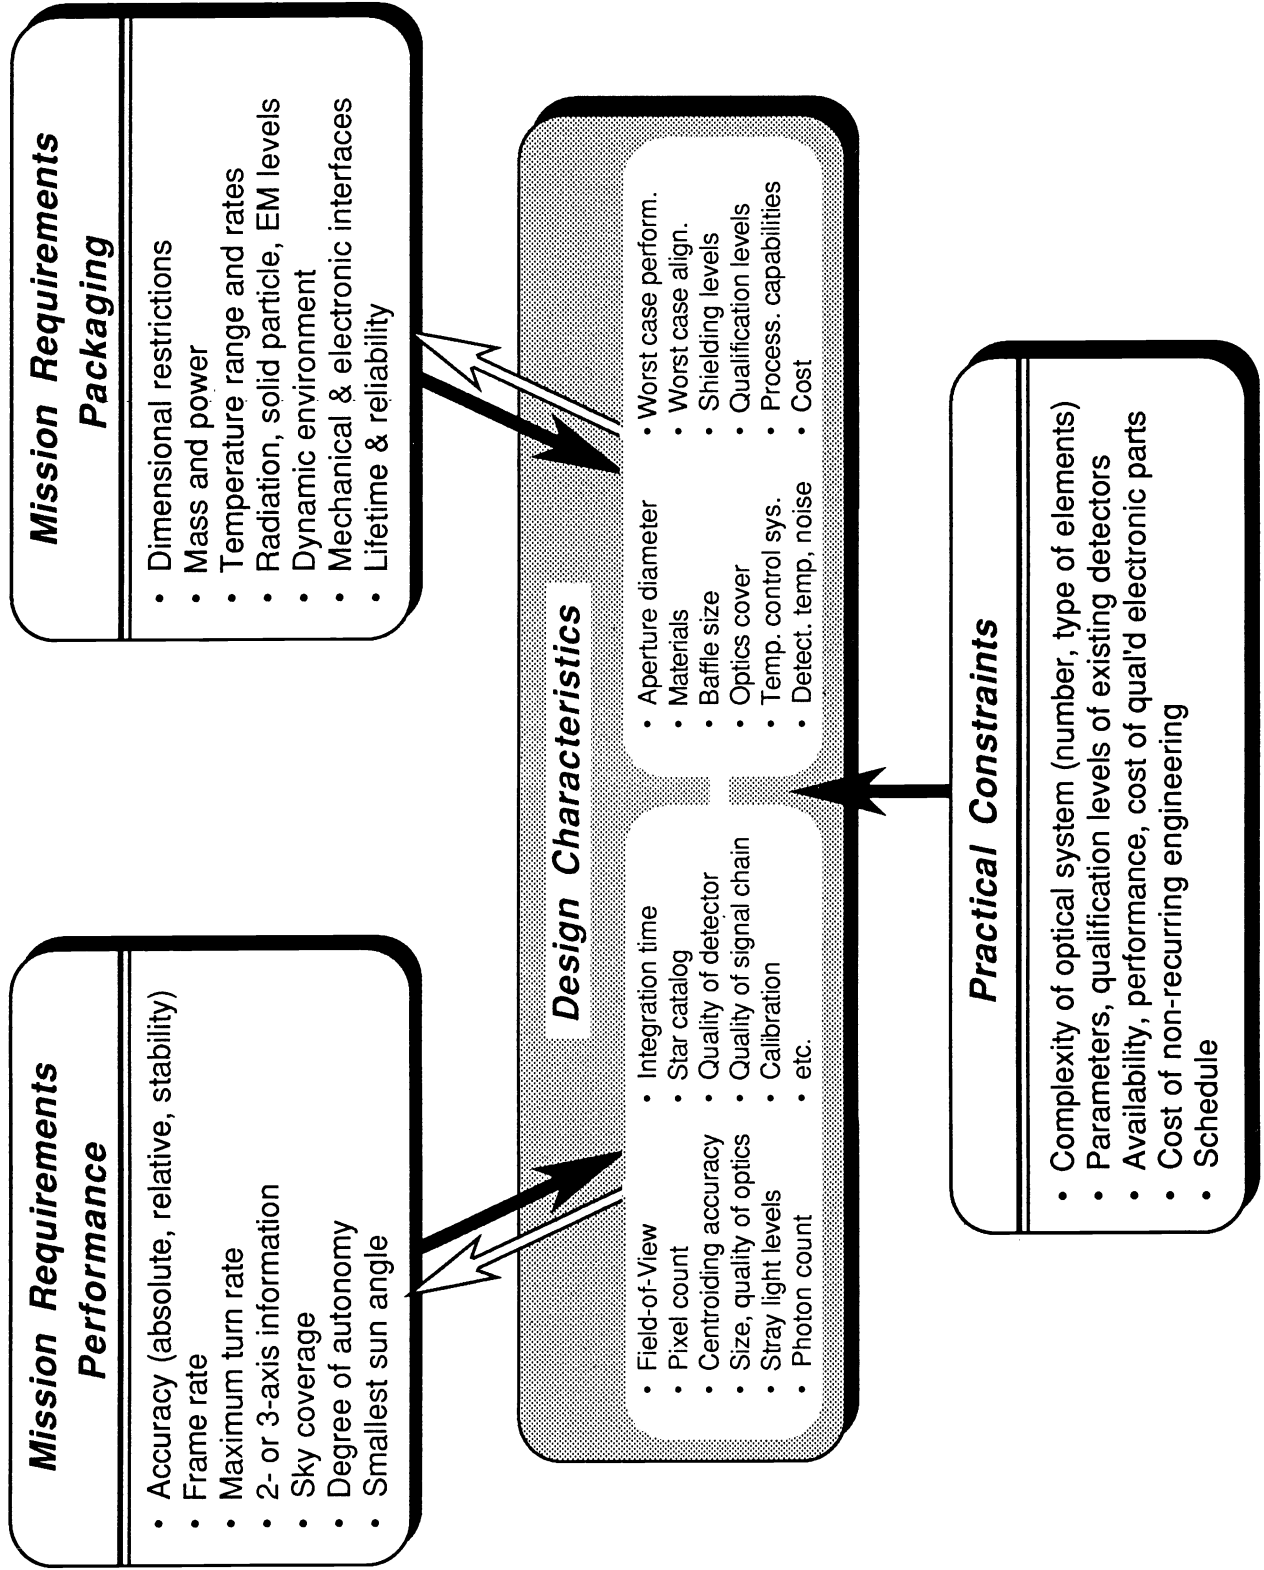 Mission Requirements
Performance
• Accuracy (absolute, relative, stability)
• Frame rate
• Maximum turn rate
• 2- or 3-axis information
• Sky coverage
• Degree of autonomy
• Smallest sun angle
Mission Requirements
Packaging
• Dimensional restrictions
• Mass and power
• Temperature range and rates
• Radiation, solid particle, EM levels
• Dynamic environment
• Mechanical & electronic interfaces
• Lifetime & reliability
Design Characteristics
• Field-of-View
• Pixel count
• Centroiding accuracy
• Size, quality of optics
• Stray light levels
• Photon count
• Integration time
• Star catalog
• Quality of detector
• Quality of signal chain
• Calibration
• etc.
• Aperture diameter
• Materials
• Baffle size
• Optics cover
• Temp. control sys.
• Detect. temp, noise
• Worst case perform.
• Worst case align.
• Shielding levels
• Qualification levels
• Process. capabilities
• Cost
Practical Constraints
• Complexity of optical system (number, type of elements)
• Parameters, qualification levels of existing detectors
• Availability, performance, cost of qual'd electronic parts
• Cost of non-recurring engineering
• Schedule